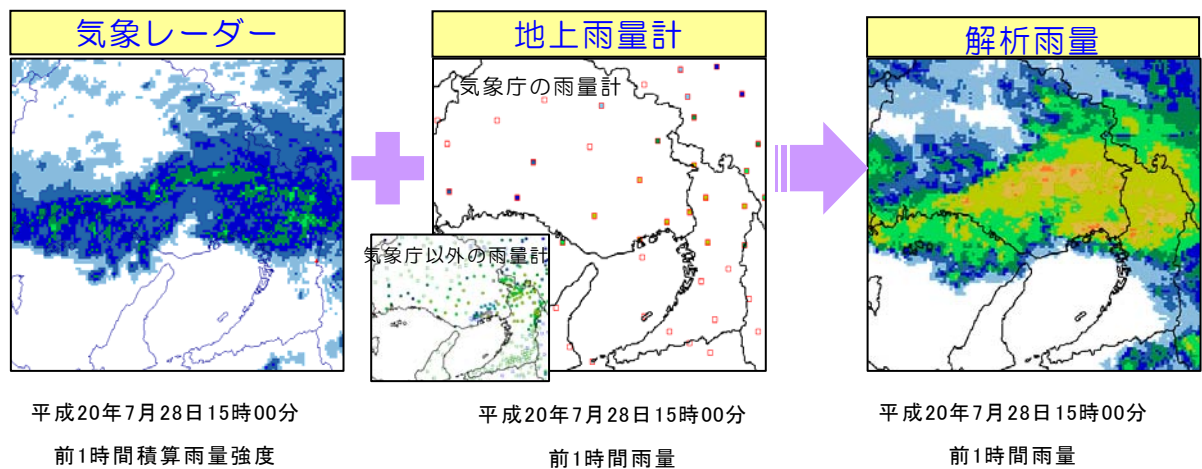 気象レーダー
地上雨量計
解析雨量
気象庁の雨量計
気象庁以外の雨量計
平成20年7月28日15時00分
前1時間積算雨量強度
平成20年7月28日15時00分
前1時間雨量
平成20年7月28日15時00分
前1時間雨量